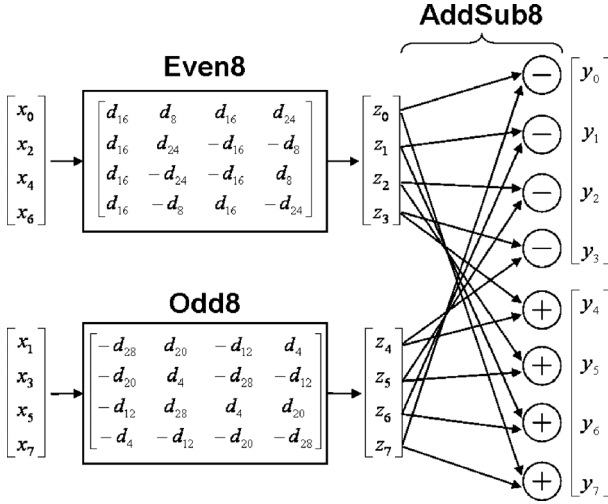 AddSub8
Even8
x₀ d₁₆ d₈ d₁₆ d₂₄ z₀ − y₀
x₂ d₁₆ d₂₄ −d₁₆ −d₈ z₁ − y₁
x₄ d₁₆ −d₂₄ −d₁₆ d₈ z₂ − y₂
x₆ d₁₆ −d₈ d₁₆ −d₂₄ z₃ − y₃
Odd8
x₁ −d₂₈ d₂₀ −d₁₂ d₄ z₄ + y₄
x₃ −d₂₀ d₄ −d₂₈ −d₁₂ z₅ + y₅
x₅ −d₁₂ d₂₈ d₄ d₂₀ z₆ + y₆
x₇ −d₄ −d₁₂ −d₂₀ −d₂₈ z₇ + y₇